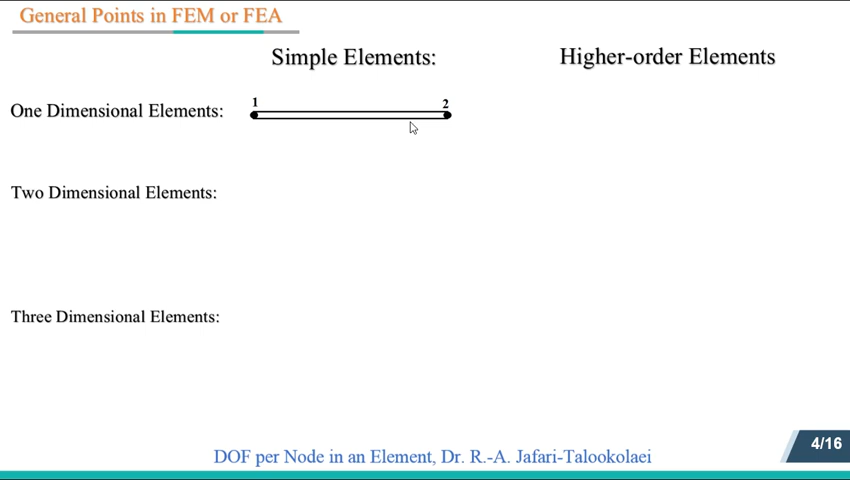 General Points in FEM or FEA
Simple Elements:
Higher-order Elements
One Dimensional Elements:
1
2
Two Dimensional Elements:
Three Dimensional Elements:
4/16
DOF per Node in an Element, Dr. R.-A. Jafari-Talookolaei